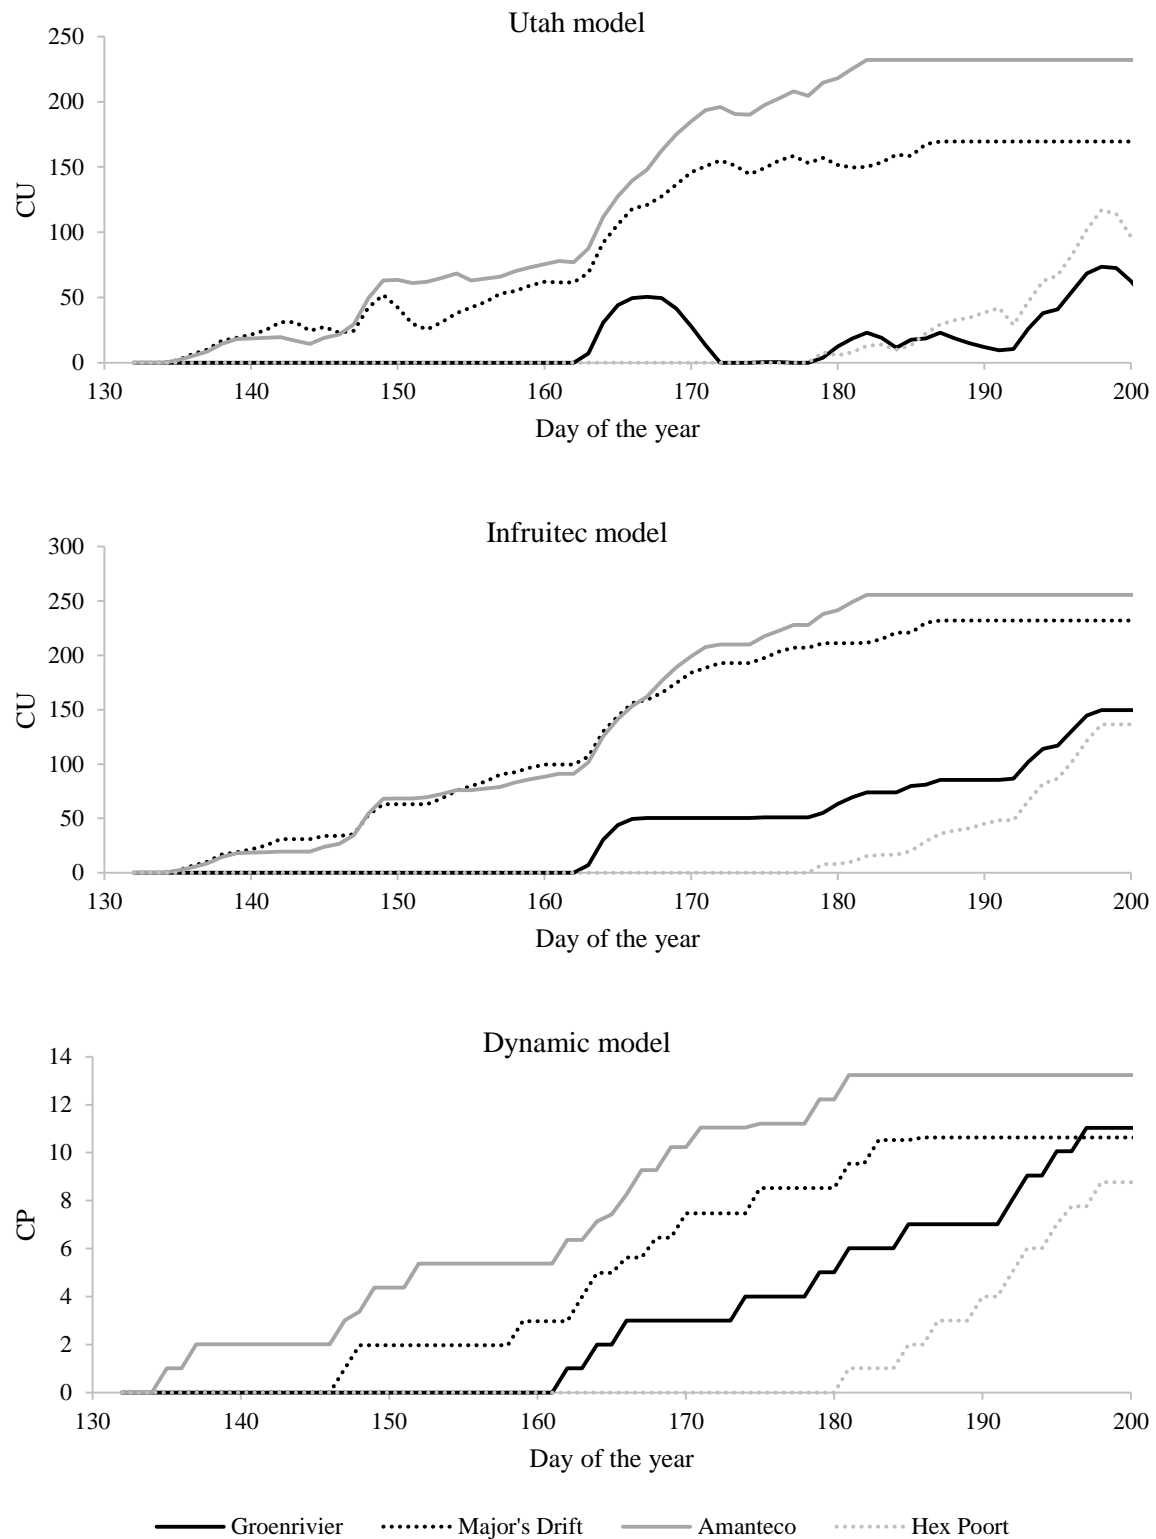 Utah model
250
200
150
100
50
0
CU
130 140 150 160 170 180 190 200
Day of the year
Infruitec model
300
250
200
150
100
50
0
CU
130 140 150 160 170 180 190 200
Day of the year
Dynamic model
14
12
10
8
6
4
2
0
CP
130 140 150 160 170 180 190 200
Day of the year
Groenrivier Major's Drift Amanteco Hex Poort